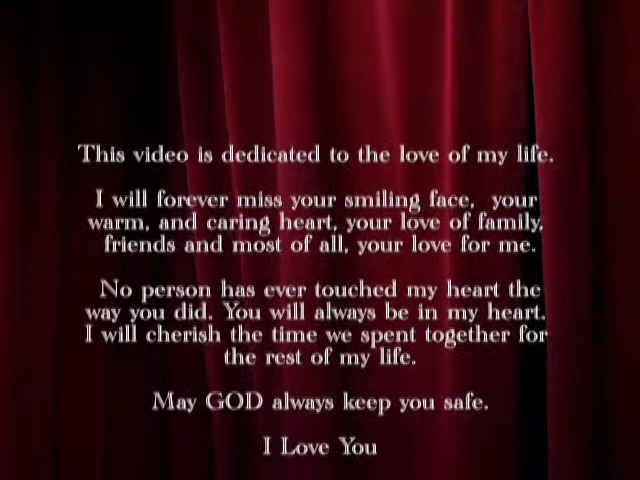 This video is dedicated to the love of my life.
I will forever miss your smiling face, your
warm, and caring heart, your love of family,
friends and most of all, your love for me.
No person has ever touched my heart the
way you did. You will always be in my heart.
I will cherish the time we spent together for
the rest of my life.
May GOD always keep you safe.
I Love You